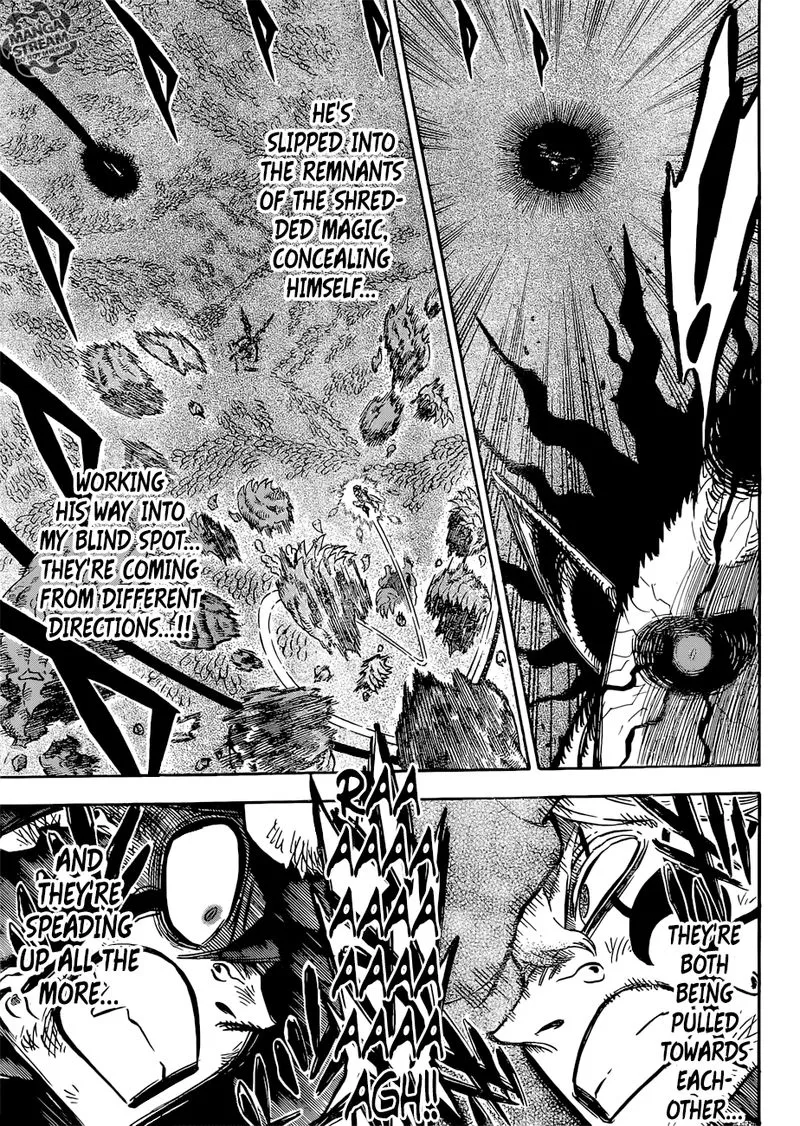 MANGA
STREAM
HE'S
SLIPPED INTO
THE REMNANTS
OF THE SHRED-
DED MAGIC,
CONCEALING
HIMSELF...
WORKING
HIS WAY INTO
MY BLIND SPOT...
THEY'RE COMING
FROM DIFFERENT
DIRECTIONS...!!
THEY'RE
BOTH
BEING
PULLED
TOWARDS
EACH-
OTHER...
RAA
AAAA
AAAA
AAAA
AAAA
AGH!!
AND
THEY'RE
SPEADING
UP ALL THE
MORE...